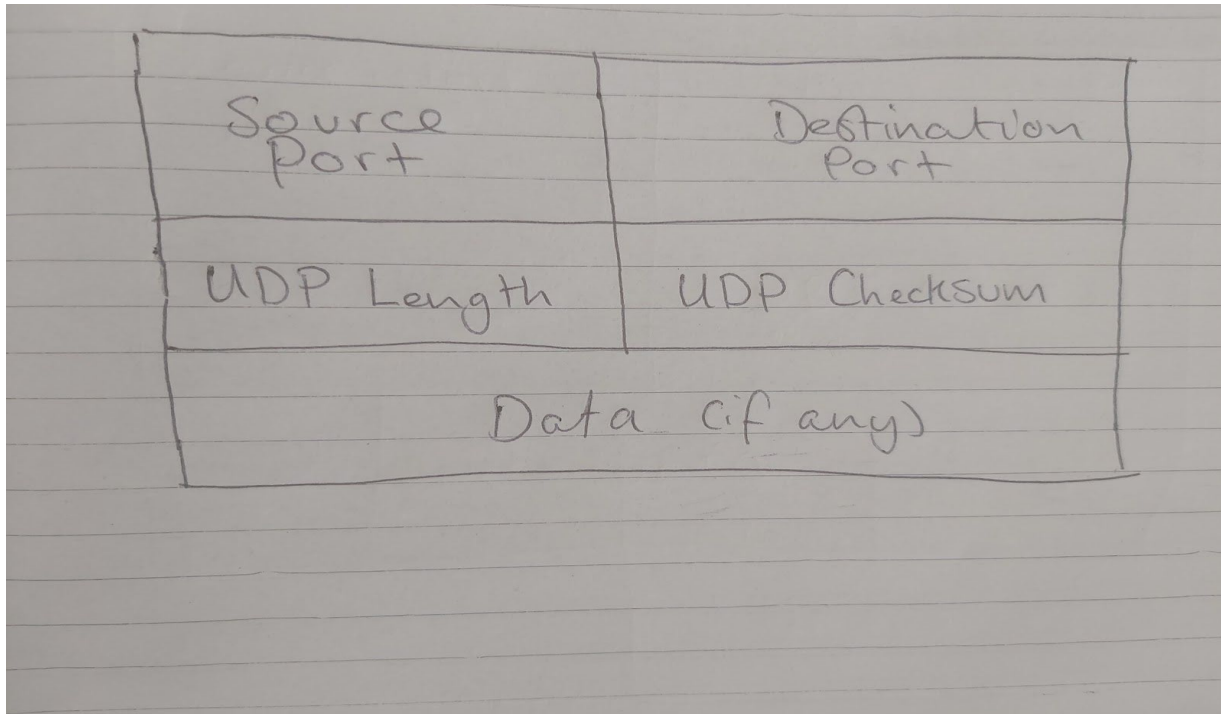 Source
Port
Destination
Port
UDP Length
UDP Checksum
Data (if any)